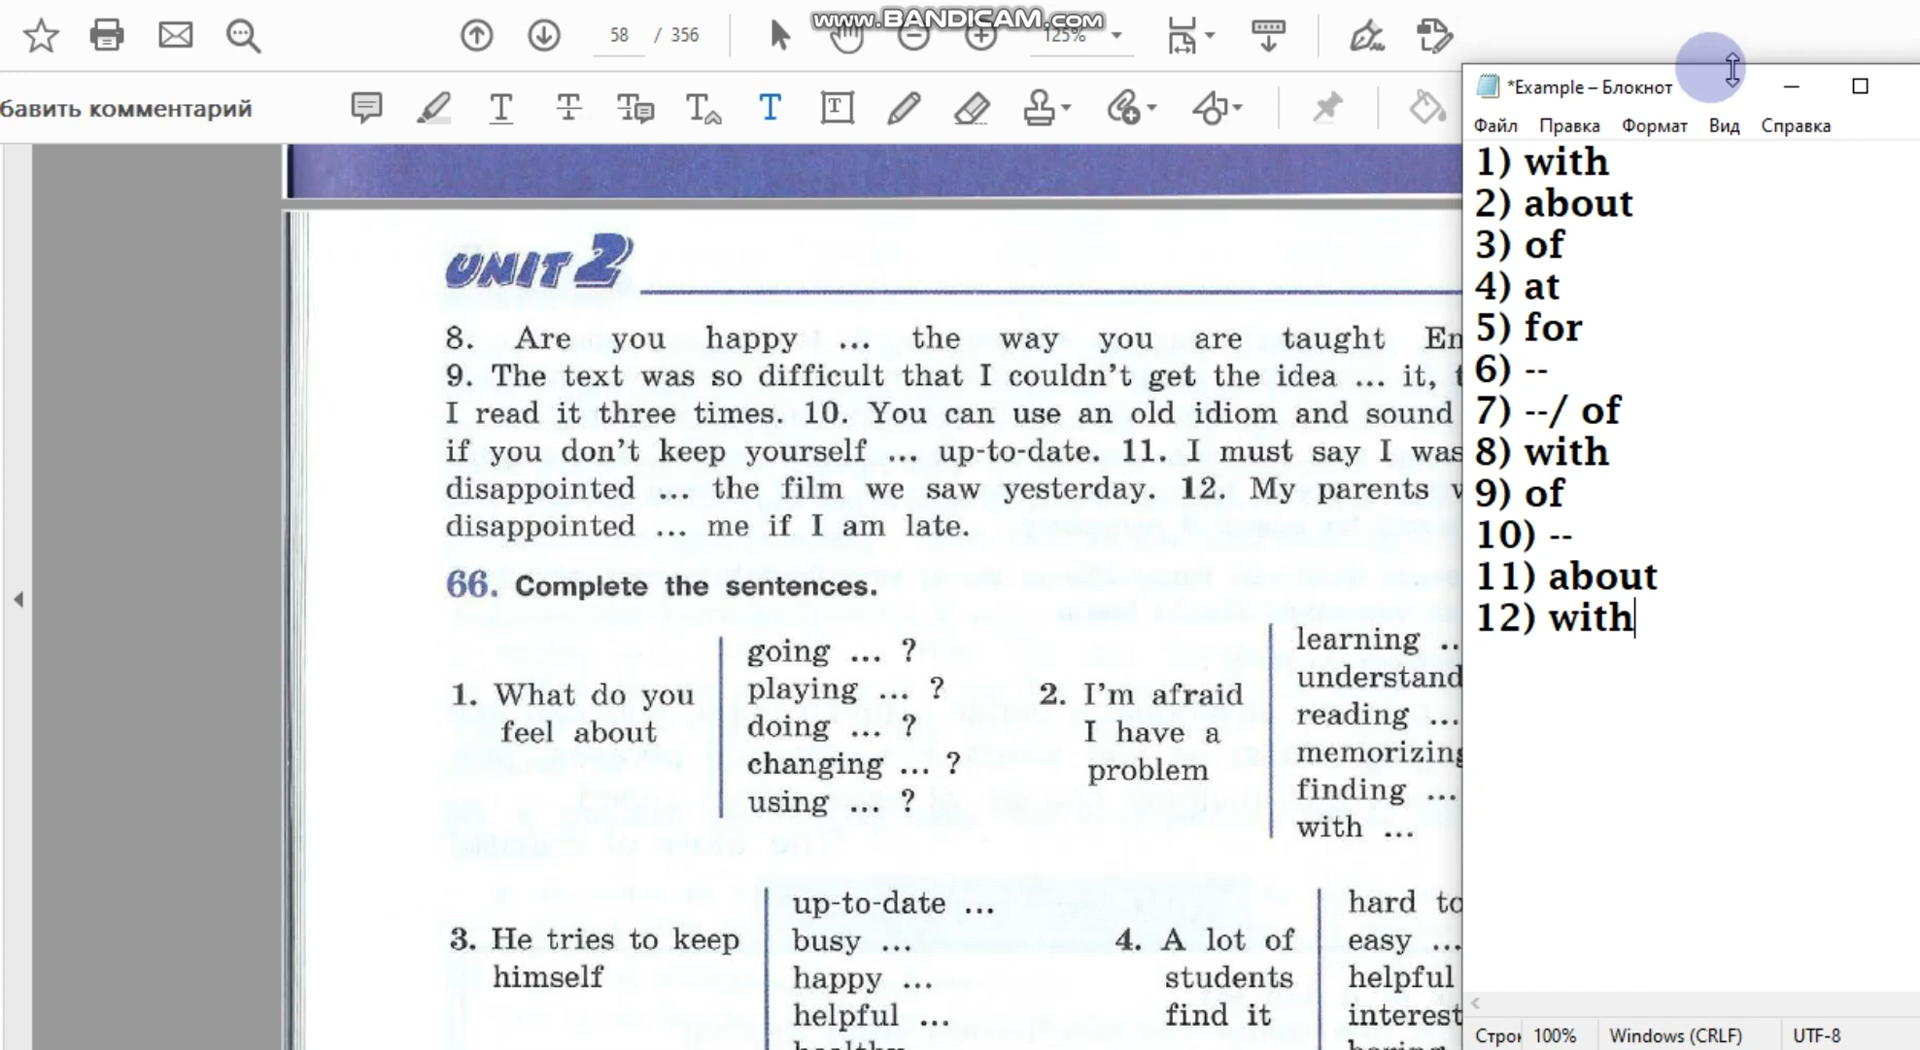 www.BANDICAM.com
58 / 356
125%
бавить комментарий
*Example – Блокнот
Файл Правка Формат Вид Справка
UNIT 2
8. Are you happy ... the way you are taught En
9. The text was so difficult that I couldn't get the idea ... it,
I read it three times. 10. You can use an old idiom and sound
if you don't keep yourself ... up-to-date. 11. I must say I was
disappointed ... the film we saw yesterday. 12. My parents
disappointed ... me if I am late.
66. Complete the sentences.
1. What do you
feel about
going ... ?
playing ... ?
doing ... ?
changing ... ?
using ... ?
2. I'm afraid
I have a
problem
learning ..
understand
reading ...
memorizing
finding ...
with ...
3. He tries to keep
himself
up-to-date ...
busy ...
happy ...
helpful ...
4. A lot of
students
find it
hard to
easy ...
helpful
interest
1) with
2) about
3) of
4) at
5) for
6) --
7) --/ of
8) with
9) of
10) --
11) about
12) with
Строк 100% Windows (CRLF) UTF-8